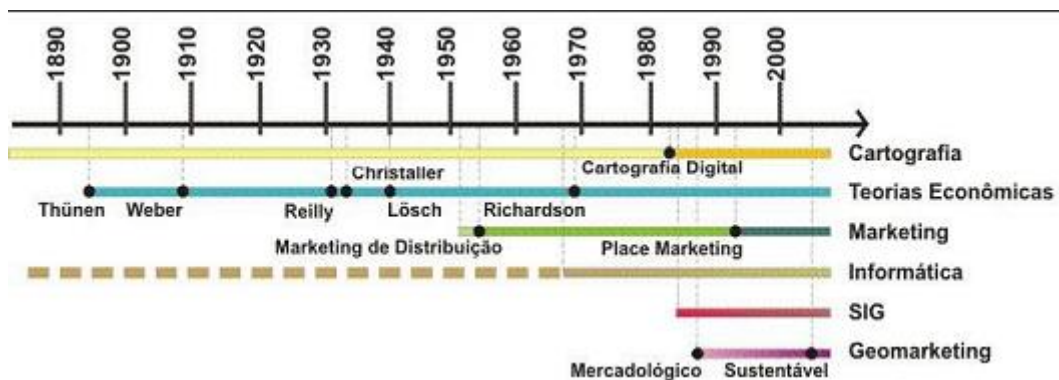 1890 1900 1910 1920 1930 1940 1950 1960 1970 1980 1990 2000
Cartografia
Christaller Cartografia Digital
Teorias Econômicas
Thünen Weber Reilly Lösch Richardson
Marketing
Marketing de Distribuição Place Marketing
Informática
SIG
Geomarketing
Mercadológico Sustentável